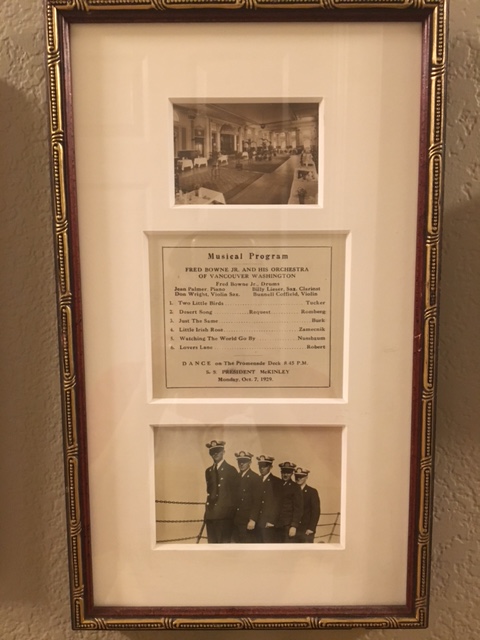 Musical Program
FRED BOWNE JR. AND HIS ORCHESTRA
OF VANCOUVER WASHINGTON
Fred Bowne Jr., Drums
Jean Palmer, Piano Billy Lieser, Sax, Clarinet
Don Wright, Violin Sax. Bunnell Coffield, Violin
1. Two Little Birds Tucker
2. Desert Song Request Romberg
3. Just The Same
4. Little Irish Rose Zamecnik
5. Watching The World Go By Nussbaum
6. Lovers Lane Robert
DANCE on The Promenade Deck 8:45 P.M.
S. S. PRESIDENT McKINLEY
Monday, Oct. 7, 1929.